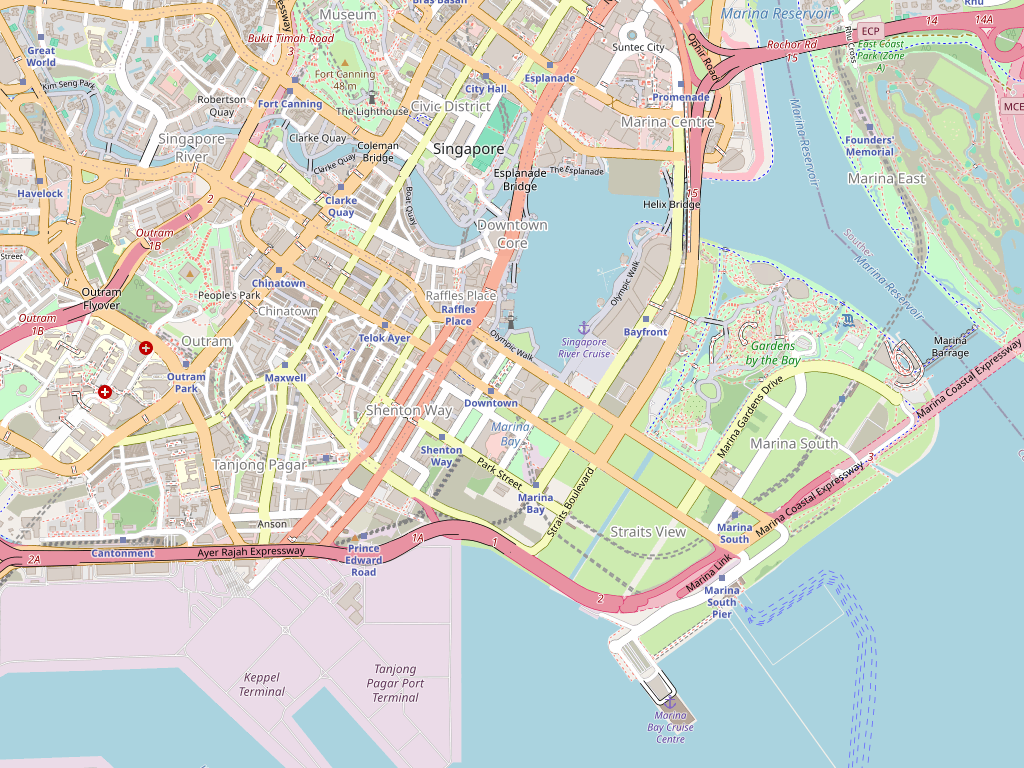 Bras Basah
Museum
Marina Reservoir
Rhu
Expressway
Bukit Timah Road
3
Great
World
Suntec City
Ophir Road
Rochor Rd
15
ECP
14
14A
Rhu Cross
East Coast
Park (Zone
A)
Fort Canning
48 m
Kim Seng Park
Esplanade
City Hall
Robertson
Quay
Fort Canning
The Lighthouse
Civic District
Promenade
Marina Centre
MCE
Marina Reservoir
Singapore
River
Clarke Quay
Coleman
Bridge
Clarke Quay
Singapore
Founders'
Memorial
Marina East
Havelock
Esplanade
Bridge
The Esplanade
15
Helix Bridge
2
Clarke
Quay
Boat Quay
Downtown
Core
Outram
1B
Street
Singapore
Marina Reservoir
Olympic Walk
Outram
Flyover
Chinatown
People's Park
Chinatown
Raffles Place
Raffles
Place
Outram
1B
Outram
Telok Ayer
Olympic Walk
Singapore
River Cruise
Bayfront
Gardens
by the Bay
Marina
Barrage
Outram
Park
Maxwell
Shenton Way
Downtown
Marina
Bay
Marina Gardens Drive
Marina Coastal Expressway
Marina South
3
Tanjong Pagar
Shenton
Way
Park Street
Marina
Bay
Straits Boulevard
Marina Coastal Expressway
Anson
Straits View
Marina
South
2A
Cantonment
Ayer Rajah Expressway
Prince
Edward
Road
1A
1
2
Marina Link
Marina
South
Pier
Keppel
Terminal
Tanjong
Pagar Port
Terminal
Marina
Bay Cruise
Centre